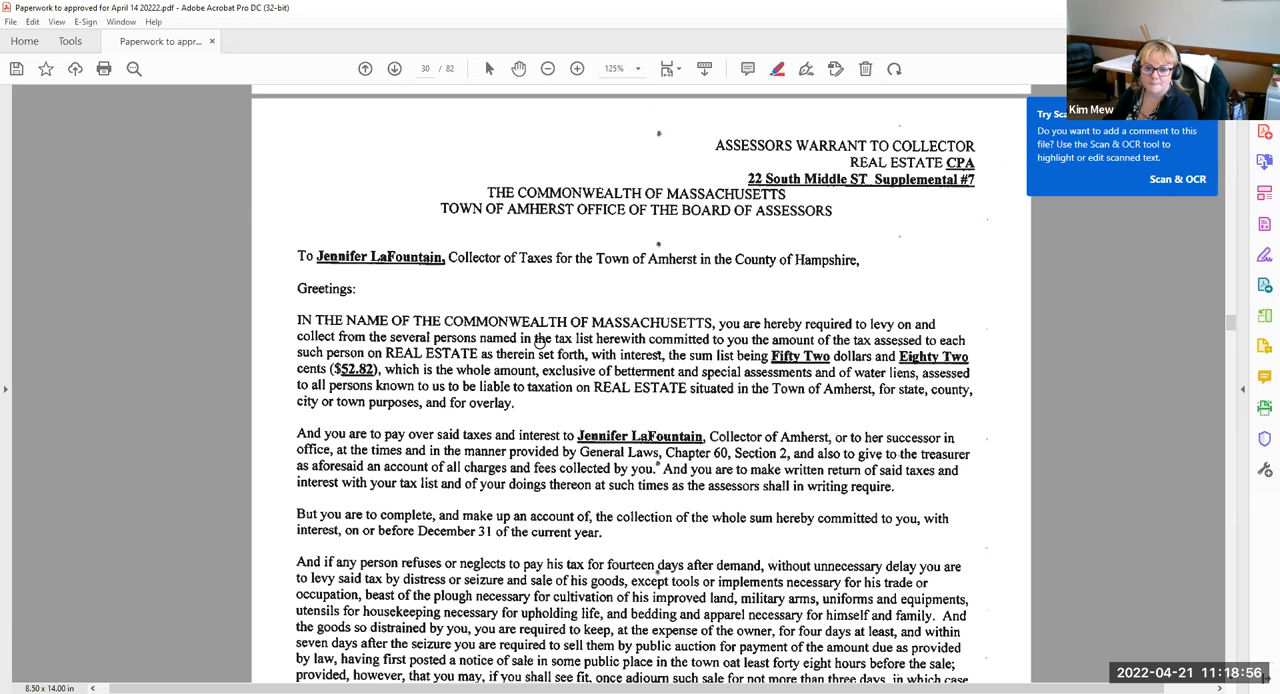 Paperwork to approved for April 14 20222.pdf - Adobe Acrobat Pro DC (32-bit)
File Edit View E-Sign Window Help
Home Tools Paperwork to appr... ×
30 / 82 125%
Kim Mew
Try Sca
Do you want to add a comment to this
file? Use the Scan & OCR tool to
highlight or edit scanned text.
Scan & OCR
ASSESSORS WARRANT TO COLLECTOR
REAL ESTATE CPA
22 South Middle ST Supplemental #7
THE COMMONWEALTH OF MASSACHUSETTS
TOWN OF AMHERST OFFICE OF THE BOARD OF ASSESSORS
To Jennifer LaFountain, Collector of Taxes for the Town of Amherst in the County of Hampshire,
Greetings:
IN THE NAME OF THE COMMONWEALTH OF MASSACHUSETTS, you are hereby required to levy on and
collect from the several persons named in the tax list herewith committed to you the amount of the tax assessed to each
such person on REAL ESTATE as therein set forth, with interest, the sum list being Fifty Two dollars and Eighty Two
cents ($52.82), which is the whole amount, exclusive of betterment and special assessments and of water liens, assessed
to all persons known to us to be liable to taxation on REAL ESTATE situated in the Town of Amherst, for state, county,
city or town purposes, and for overlay.
And you are to pay over said taxes and interest to Jennifer LaFountain, Collector of Amherst, or to her successor in
office, at the times and in the manner provided by General Laws, Chapter 60, Section 2, and also to give to the treasurer
as aforesaid an account of all charges and fees collected by you. And you are to make written return of said taxes and
interest with your tax list and of your doings thereon at such times as the assessors shall in writing require.
But you are to complete, and make up an account of, the collection of the whole sum hereby committed to you, with
interest, on or before December 31 of the current year.
And if any person refuses or neglects to pay his tax for fourteen days after demand, without unnecessary delay you are
to levy said tax by distress or seizure and sale of his goods, except tools or implements necessary for his trade or
occupation, beast of the plough necessary for cultivation of his improved land, military arms, uniforms and equipments,
utensils for housekeeping necessary for upholding life, and bedding and apparel necessary for himself and family. And
the goods so distrained by you, you are required to keep, at the expense of the owner, for four days at least, and within
seven days after the seizure you are required to sell them by public auction for payment of the amount due as provided
by law, having first posted a notice of sale in some public place in the town oat least forty eight hours before the sale;
provided, however, that you may, if you shall see fit, once adjourn such sale for not more than three days, in which case
8.50 x 14.00 in
2022-04-21 11:18:56